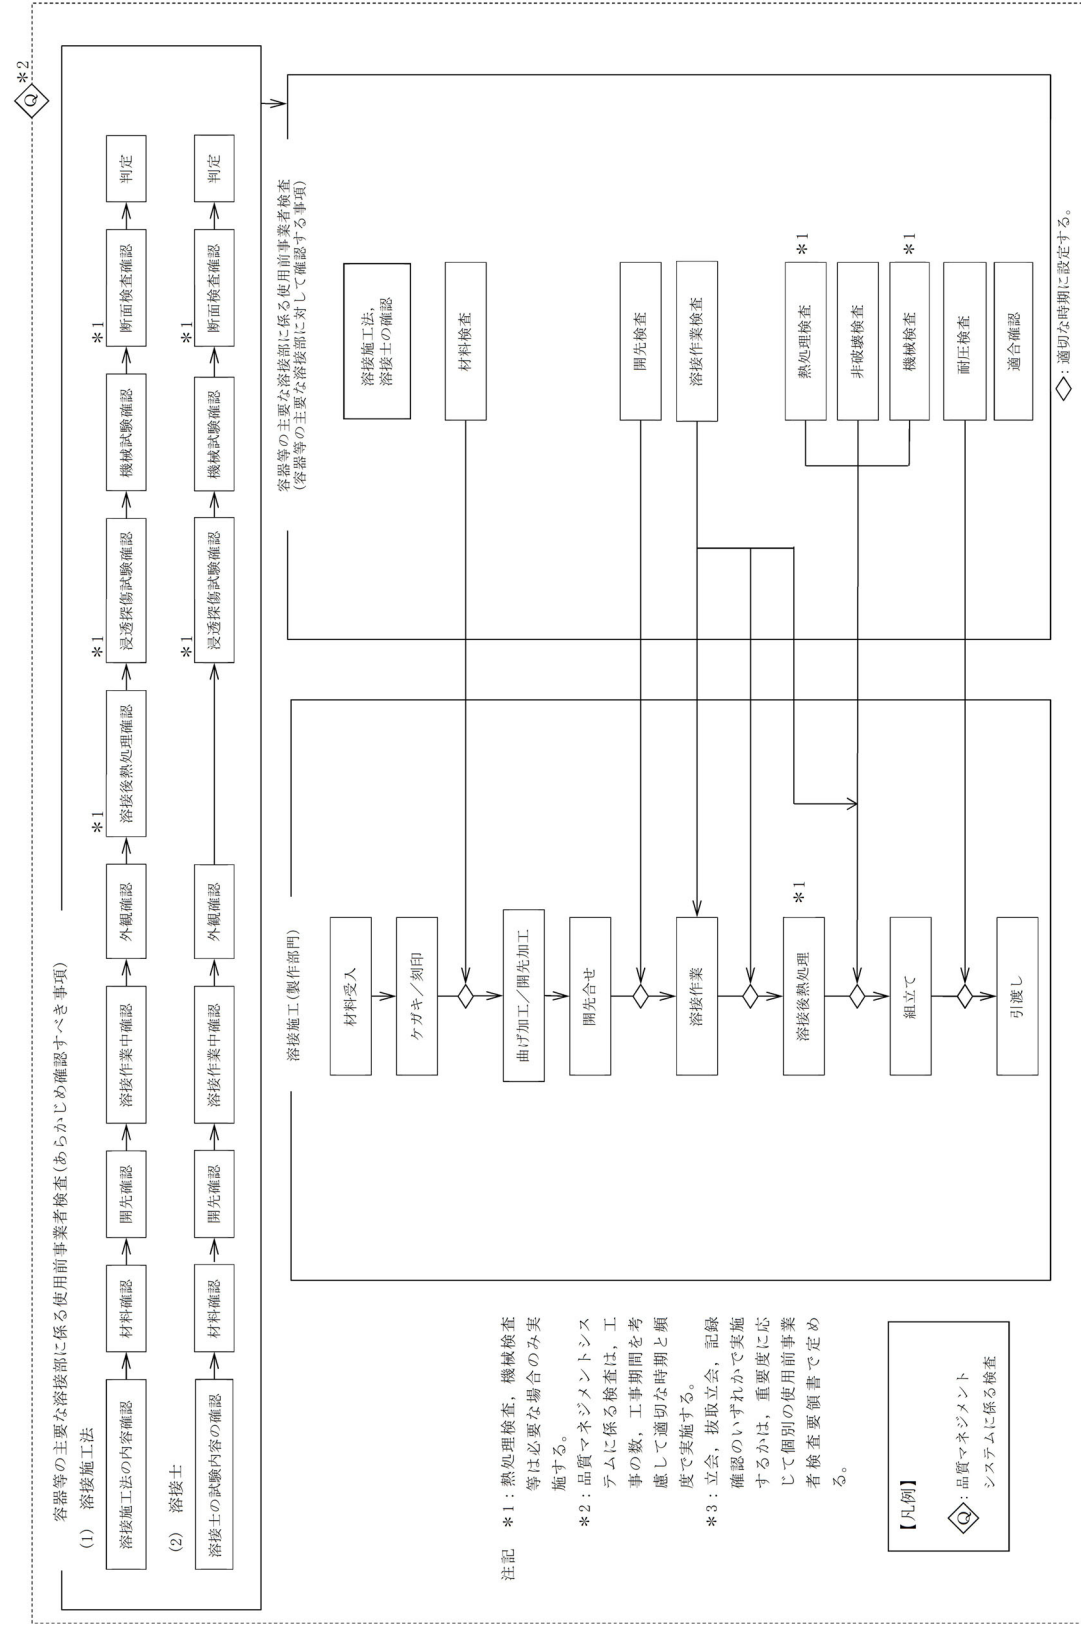 Q
＊2
容器等の主要な溶接部に係る使用前事業者検査(あらかじめ確認すべき事項)
(1) 溶接施工法
溶接施工法の内容確認
材料確認
開先確認
溶接作業中確認
外観確認
＊1
溶接後熱処理確認
＊1
浸透探傷試験確認
機械試験確認
＊1
断面検査確認
判定
(2) 溶接士
溶接士の試験内容の確認
材料確認
開先確認
溶接作業中確認
外観確認
＊1
浸透探傷試験確認
機械試験確認
＊1
断面検査確認
判定
溶接施工(製作部門)
材料受入
ケガキ／刻印
曲げ加工／開先加工
開先合せ
溶接作業
溶接後熱処理
＊1
組立て
引渡し
容器等の主要な溶接部に係る使用前事業者検査
(容器等の主要な溶接部に対して確認する事項)
溶接施工法，
溶接士の確認
材料検査
開先検査
溶接作業検査
熱処理検査
＊1
非破壊検査
機械検査
＊1
耐圧検査
適合確認
◇：適切な時期に設定する。
注記 ＊1：熱処理検査，機械検査
等は必要な場合のみ実
施する。
＊2：品質マネジメントシス
テムに係る検査は，工
事の数，工事期間を考
慮して適切な時期と頻
度で実施する。
＊3：立会，抜取立会，記録
確認のいずれかで実施
するかは，重要度に応
じて個別の使用前事業
者検査要領書で定め
る。
【凡例】
Q：品質マネジメント
システムに係る検査